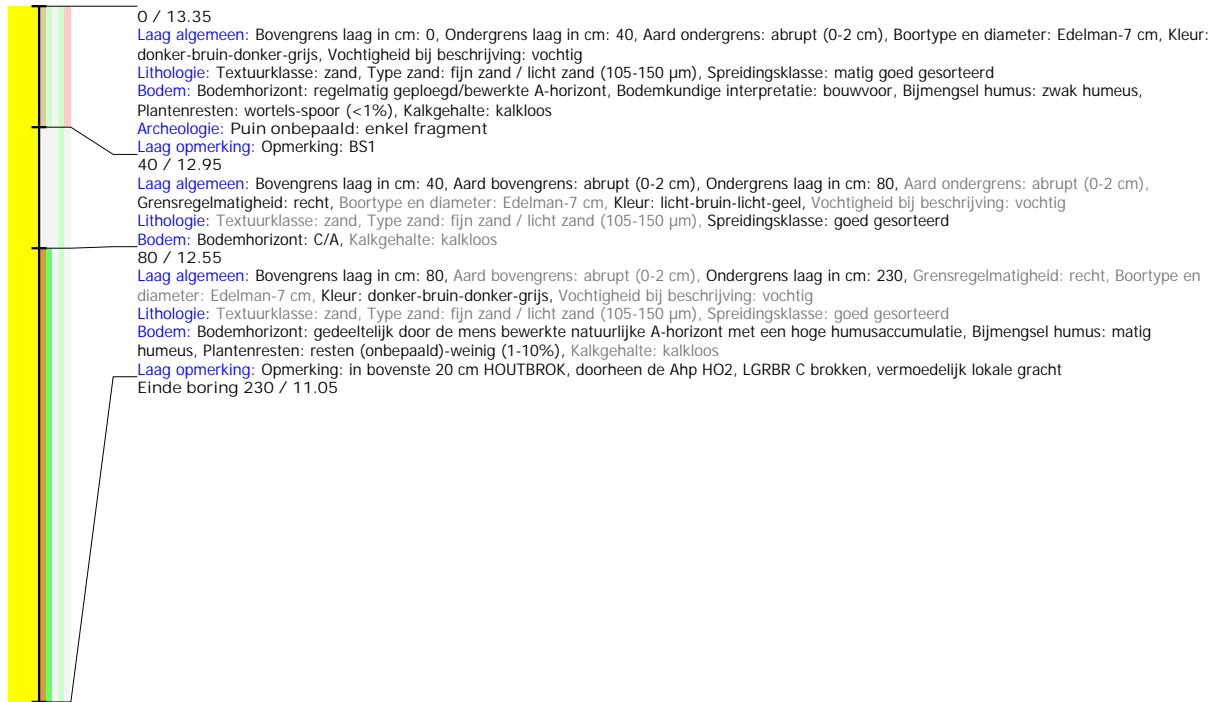 0 / 13.35
Laag algemeen: Bovengrens laag in cm: 0, Ondergrens laag in cm: 40, Aard ondergrens: abrupt (0-2 cm), Boortype en diameter: Edelman-7 cm, Kleur:
donker-bruin-donker-grijs, Vochtigheid bij beschrijving: vochtig
Lithologie: Textuurklasse: zand, Type zand: fijn zand / licht zand (105-150 µm), Spreidingsklasse: matig goed gesorteerd
Bodem: Bodemhorizont: regelmatig geploegd/bewerkte A-horizont, Bodemkundige interpretatie: bouwvoor, Bijmengsel humus: zwak humeus,
Plantenresten: wortels-spoor (<1%), Kalkgehalte: kalkloos
Archeologie: Puin onbepaald: enkel fragment
Laag opmerking: Opmerking: BS1
40 / 12.95
Laag algemeen: Bovengrens laag in cm: 40, Aard bovengrens: abrupt (0-2 cm), Ondergrens laag in cm: 80, Aard ondergrens: abrupt (0-2 cm),
Grensregelmatigheid: recht, Boortype en diameter: Edelman-7 cm, Kleur: licht-bruin-licht-geel, Vochtigheid bij beschrijving: vochtig
Lithologie: Textuurklasse: zand, Type zand: fijn zand / licht zand (105-150 µm), Spreidingsklasse: goed gesorteerd
Bodem: Bodemhorizont: C/A, Kalkgehalte: kalkloos
80 / 12.55
Laag algemeen: Bovengrens laag in cm: 80, Aard bovengrens: abrupt (0-2 cm), Ondergrens laag in cm: 230, Grensregelmatigheid: recht, Boortype en
diameter: Edelman-7 cm, Kleur: donker-bruin-donker-grijs, Vochtigheid bij beschrijving: vochtig
Lithologie: Textuurklasse: zand, Type zand: fijn zand / licht zand (105-150 µm), Spreidingsklasse: goed gesorteerd
Bodem: Bodemhorizont: gedeeltelijk door de mens bewerkte natuurlijke A-horizont met een hoge humusaccumulatie, Bijmengsel humus: matig
humeus, Plantenresten: resten (onbepaald)-weinig (1-10%), Kalkgehalte: kalkloos
Laag opmerking: Opmerking: in bovenste 20 cm HOUTBROK, doorheen de Ahp HO2, LGRBR C brokken, vermoedelijk lokale gracht
Einde boring 230 / 11.05